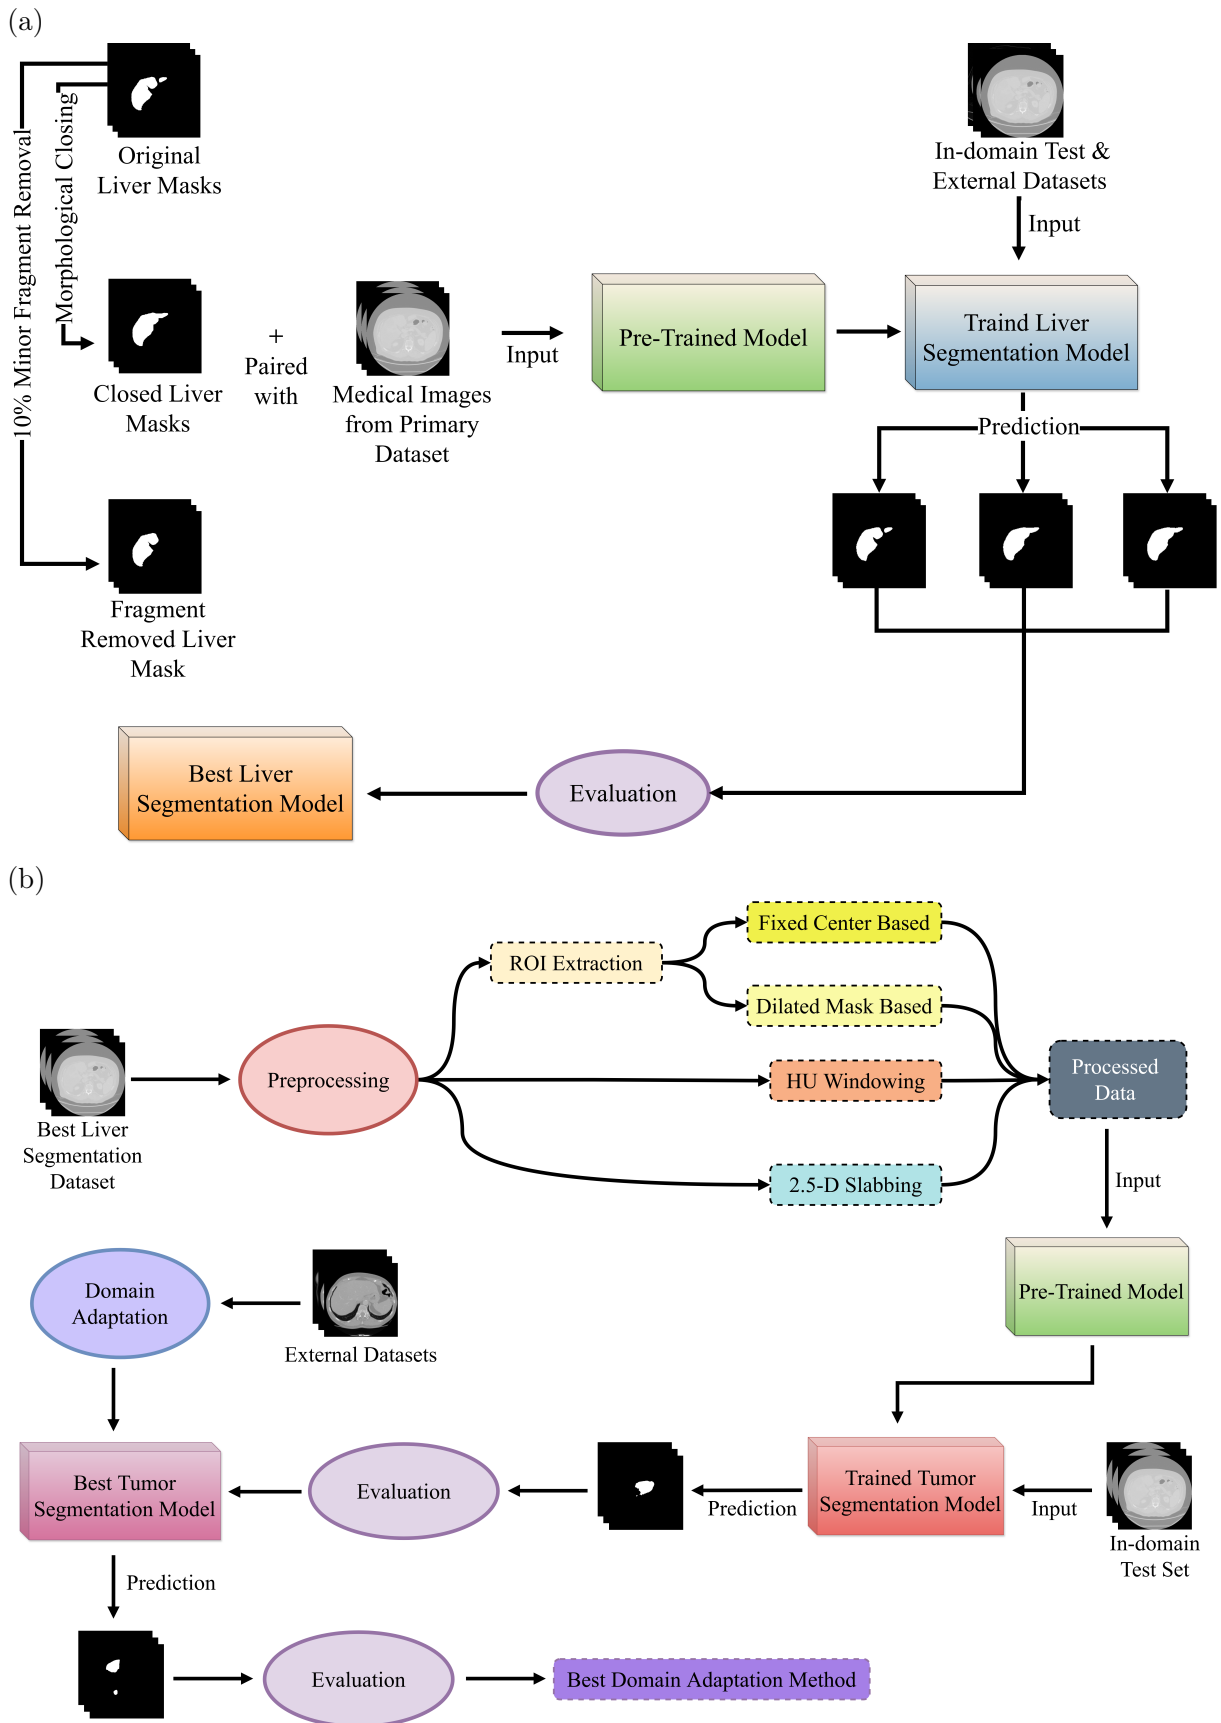 (a)
10% Minor Fragment Removal
Morphological Closing
Original
Liver Masks
In-domain Test &
External Datasets
Input
Closed Liver
Masks
+
Paired
with
Medical Images
from Primary
Dataset
Input
Pre-Trained Model
Traind Liver
Segmentation Model
Prediction
Fragment
Removed Liver
Mask
Best Liver
Segmentation Model
Evaluation
(b)
Fixed Center Based
ROI Extraction
Dilated Mask Based
Best Liver
Segmentation
Dataset
Preprocessing
HU Windowing
Processed
Data
2.5-D Slabbing
Input
Domain
Adaptation
External Datasets
Pre-Trained Model
Best Tumor
Segmentation Model
Evaluation
Prediction
Trained Tumor
Segmentation Model
Input
In-domain
Test Set
Prediction
Evaluation
Best Domain Adaptation Method